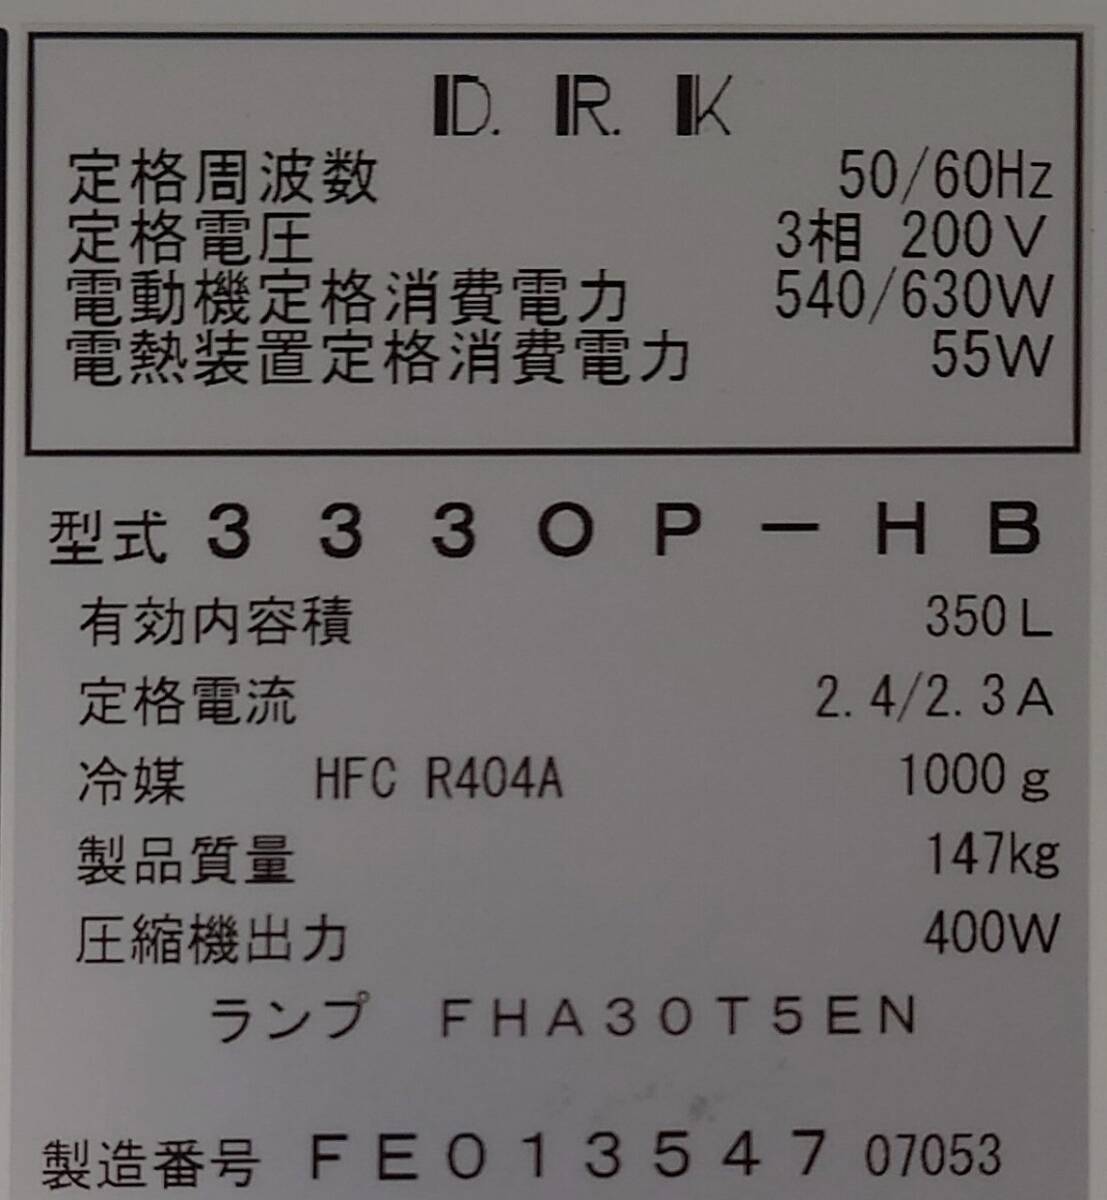 D. R. K
定格周波数 50/60Hz
定格電圧 3相 200V
電動機定格消費電力 540/630W
電熱装置定格消費電力 55W
型式 3330P-HB
有効内容積 350L
定格電流 2.4/2.3A
冷媒 HFC R404A 1000g
製品質量 147kg
圧縮機出力 400W
ランプ FHA30T5EN
製造番号 FE013547 07053